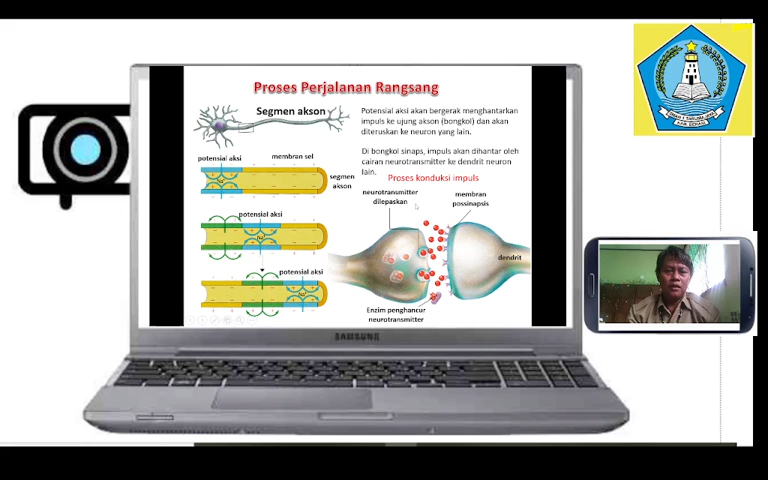 Proses Perjalanan Rangsang
Segmen akson
Potensial aksi akan bergerak menghantarkan
impuls ke ujung akson (bongkol) dan akan
diteruskan ke neuron yang lain.
Di bongkol sinaps, impuls akan dihantar oleh
cairan neurotransmitter ke dendrit neuron
lain.
Proses konduksi impuls
potensial aksi
membran sel
segmen
akson
Na+
potensial aksi
Na+
potensial aksi
Na+
neurotransmitter
dilepaskan
membran
possinapsis
dendrit
Enzim penghancur
neurotransmitter
SAMSUNG